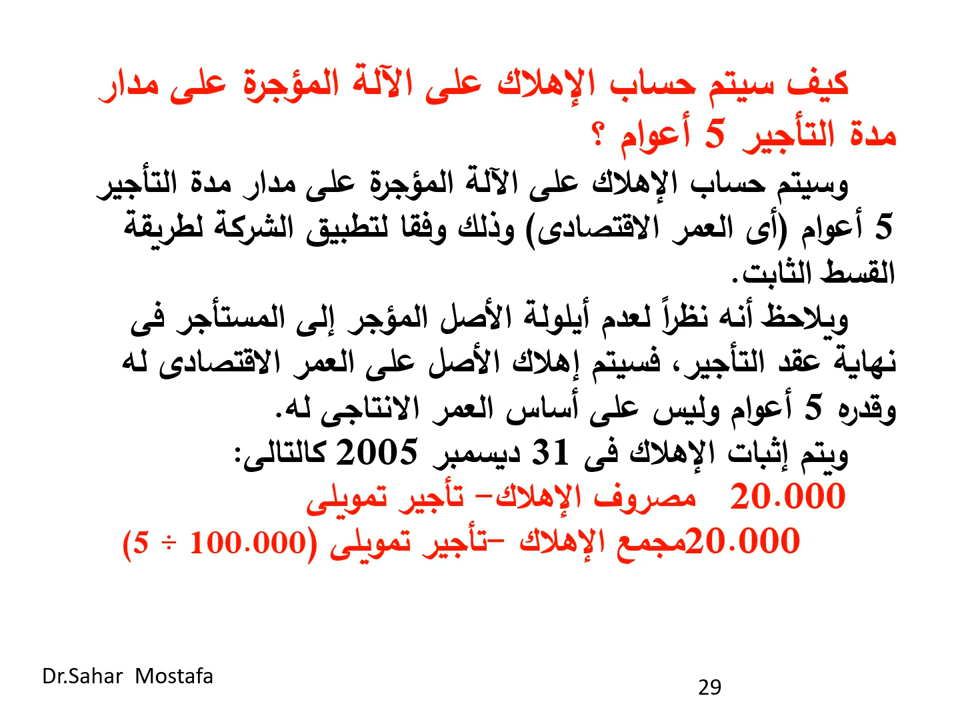 كيف سيتم حساب الإهلاك على الآلة المؤجرة على مدار
مدة التأجير 5 أعوام ؟
وسيتم حساب الإهلاك على الآلة المؤجرة على مدار مدة التأجير
5 أعوام (أى العمر الاقتصادى) وذلك وفقا لتطبيق الشركة لطريقة
القسط الثابت.
ويلاحظ أنه نظراً لعدم أيلولة الأصل المؤجر إلى المستأجر فى
نهاية عقد التأجير، فسيتم إهلاك الأصل على العمر الاقتصادى له
وقدره 5 أعوام وليس على أساس العمر الانتاجى له.
ويتم إثبات الإهلاك فى 31 ديسمبر 2005 كالتالى:
20.000 مصروف الإهلاك- تأجير تمويلى
20.000مجمع الإهلاك -تأجير تمويلى (100.000 ÷ 5)
Dr.Sahar Mostafa
29